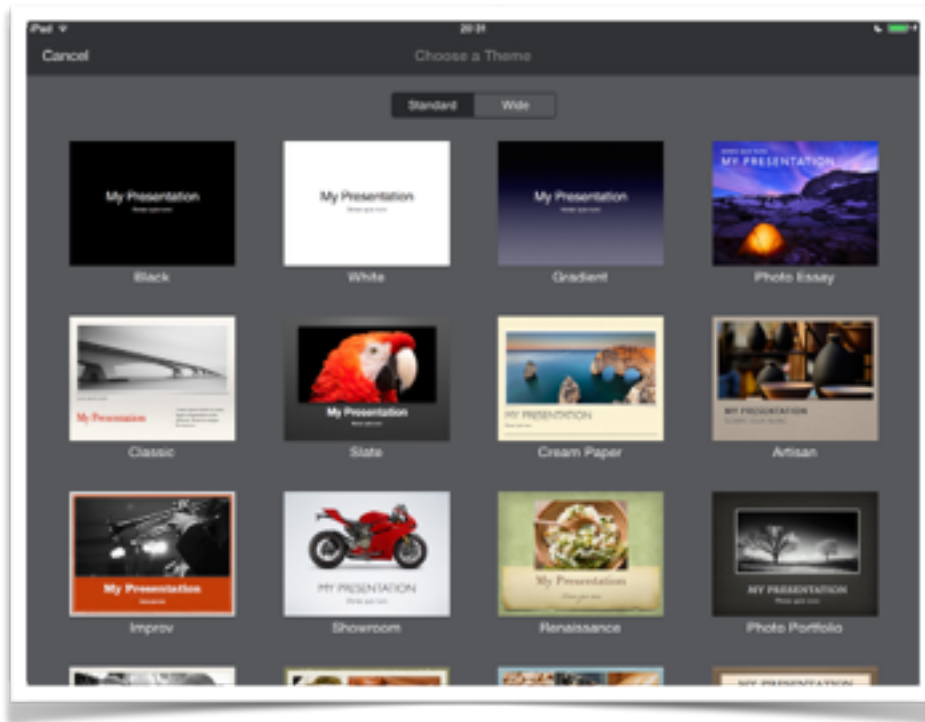 iPad 20:31
Cancel Choose a Theme
Standard Wide
My Presentation
My Presentation
My Presentation
MY PRESENTATION
Black White Gradient Photo Essay
My Presentation
My Presentation
MY PRESENTATION
MY PRESENTATION
Classic Slate Cream Paper Artisan
My Presentation
MY PRESENTATION
My Presentation
MY PRESENTATION
Improv Showroom Renaissance Photo Portfolio
MY PRESENTATION